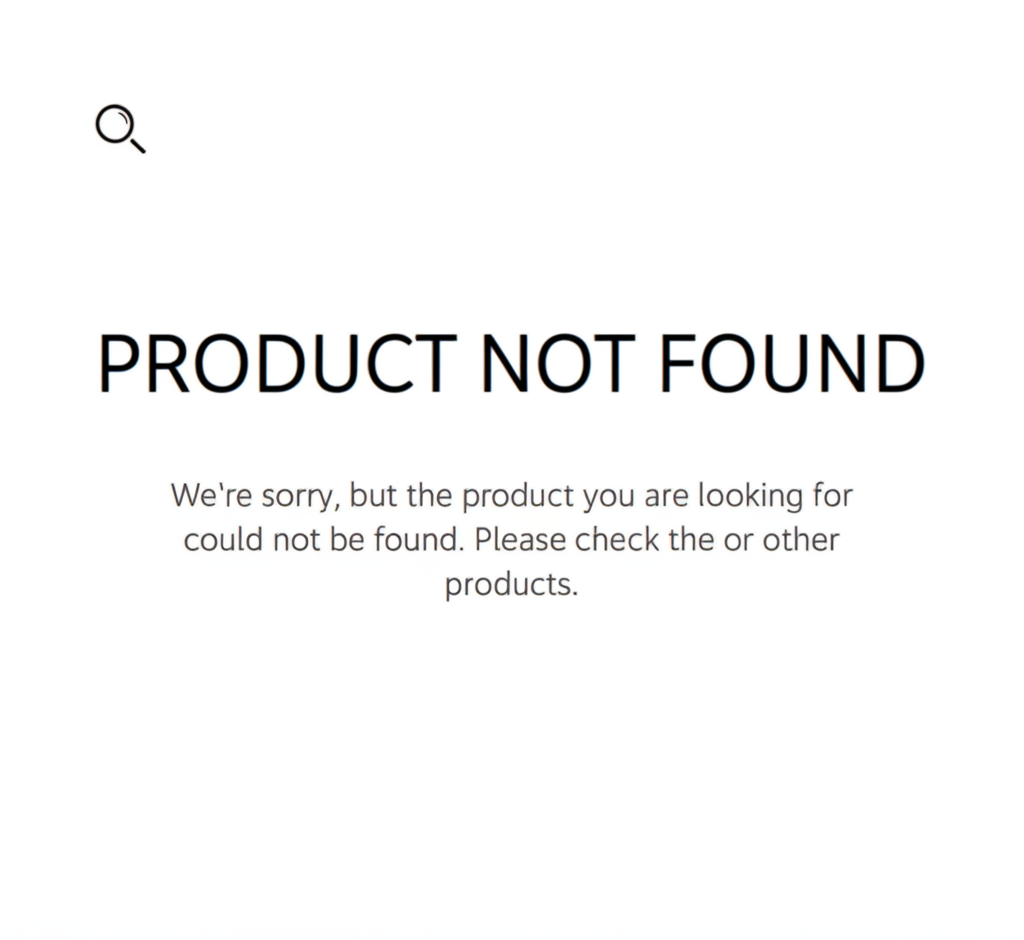 PRODUCT NOT FOUND
We're sorry, but the product you are looking for
could not be found. Please check the or other
products.